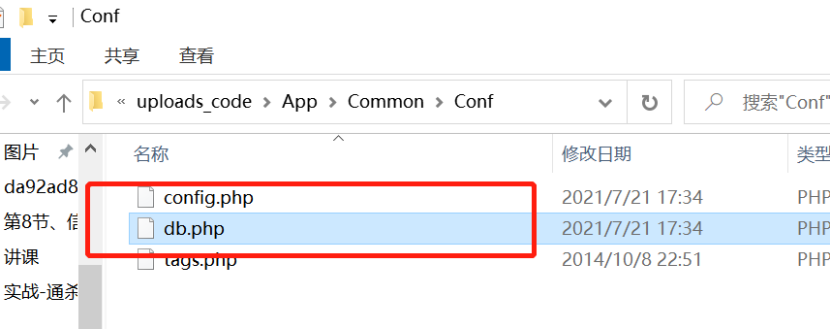 Conf
主页 共享 查看
« uploads_code > App > Common > Conf 搜索"Conf"
图片 名称 修改日期 类型
da92ad8 config.php 2021/7/21 17:34 PHP
第8节、信 db.php 2021/7/21 17:34 PHP
讲课 tags.php 2014/10/8 22:51 PHP
实战-通杀